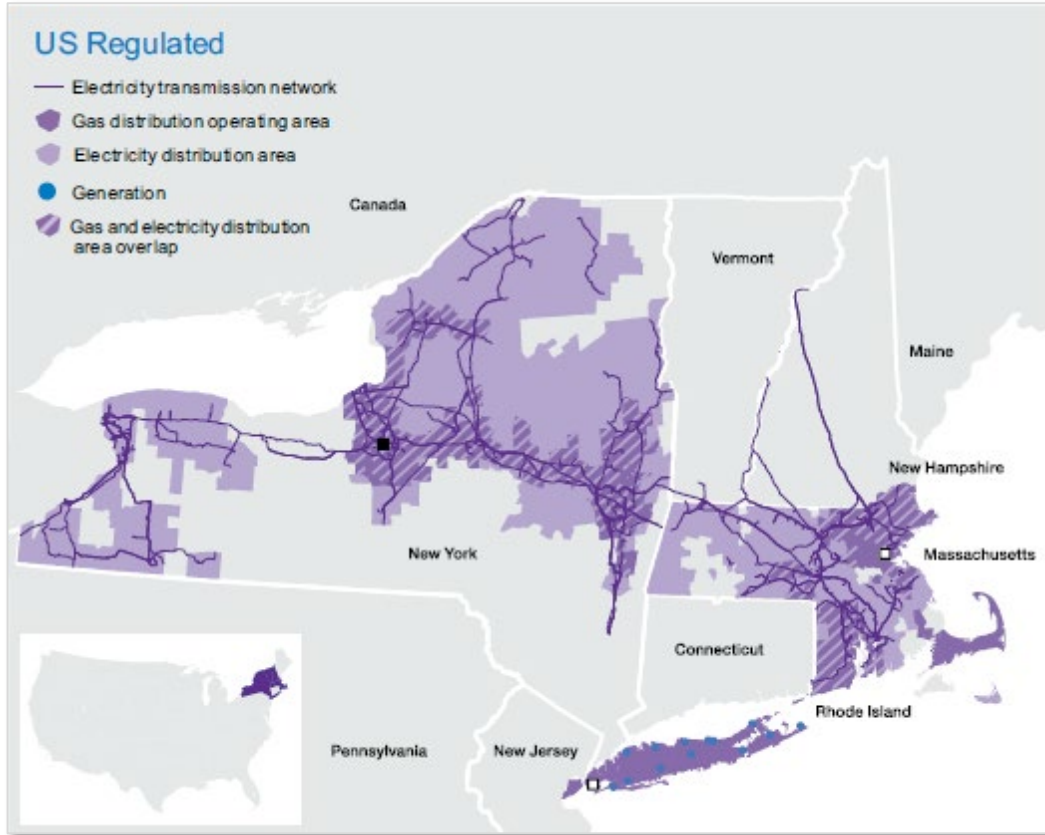 US Regulated
Electricity transmission network
Gas distribution operating area
Electricity distribution area
Generation
Gas and electricity distribution
area overlap
Canada
Vermont
Maine
New Hampshire
New York
Massachusetts
Connecticut
Rhode Island
Pennsylvania
New Jersey